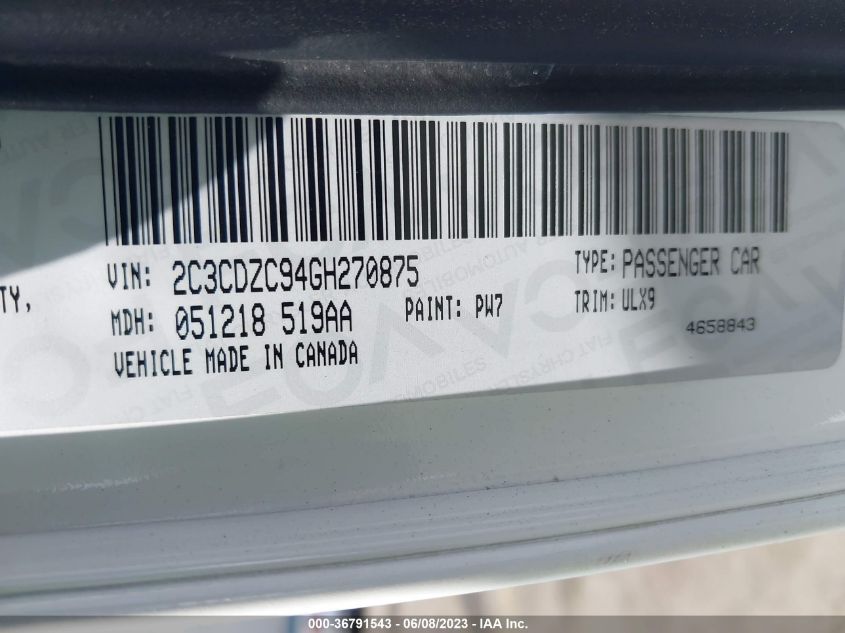 VIN: 2C3CDZC94GH270875
TYPE: PASSENGER CAR
TY,
MDH: 051218 519AA
PAINT: PW7
TRIM: ULX9
4658843
VEHICLE MADE IN CANADA
000-36791543 - 06/08/2023 - IAA Inc.